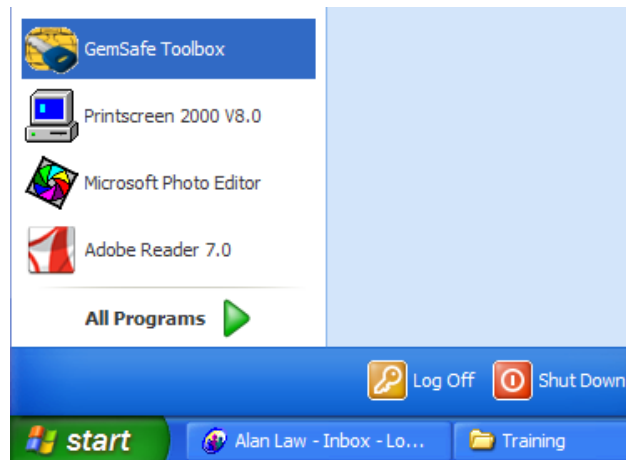 GemSafe Toolbox
Printscreen 2000 V8.0
Microsoft Photo Editor
Adobe Reader 7.0
All Programs
Log Off Shut Down
start Alan Law - Inbox - Lo... Training